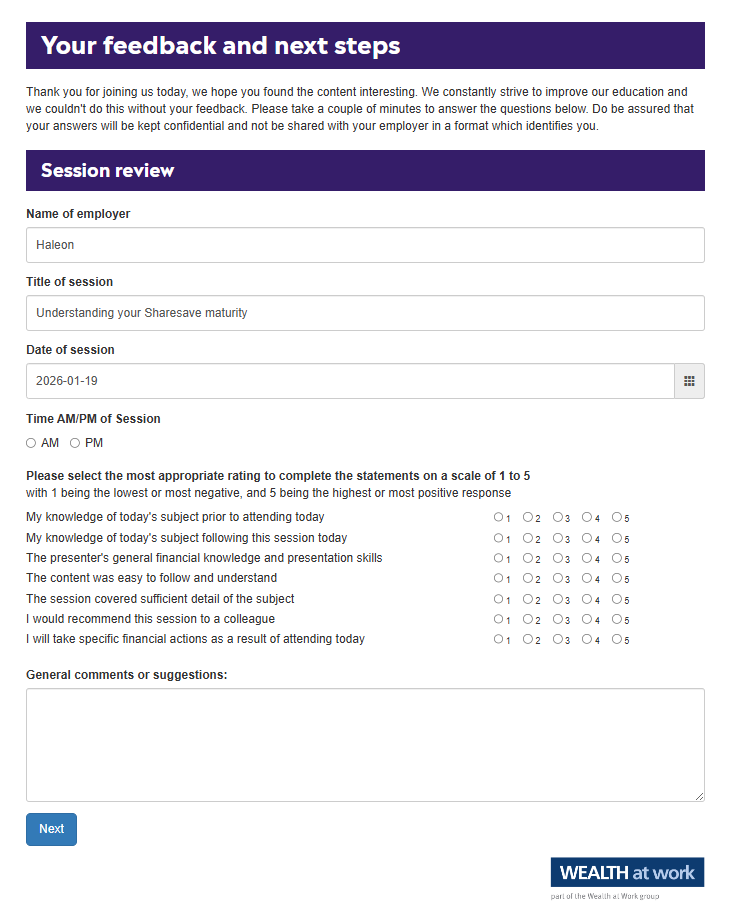 Your feedback and next steps
Thank you for joining us today, we hope you found the content interesting. We constantly strive to improve our education and
we couldn't do this without your feedback. Please take a couple of minutes to answer the questions below. Do be assured that
your answers will be kept confidential and not be shared with your employer in a format which identifies you.
Session review
Name of employer
Haleon
Title of session
Understanding your Sharesave maturity
Date of session
2026-01-19
Time AM/PM of Session
AM PM
Please select the most appropriate rating to complete the statements on a scale of 1 to 5
with 1 being the lowest or most negative, and 5 being the highest or most positive response
My knowledge of today's subject prior to attending today 1 2 3 4 5
My knowledge of today's subject following this session today 1 2 3 4 5
The presenter's general financial knowledge and presentation skills 1 2 3 4 5
The content was easy to follow and understand 1 2 3 4 5
The session covered sufficient detail of the subject 1 2 3 4 5
I would recommend this session to a colleague 1 2 3 4 5
I will take specific financial actions as a result of attending today 1 2 3 4 5
General comments or suggestions:
Next
WEALTH at work
part of the Wealth at Work group